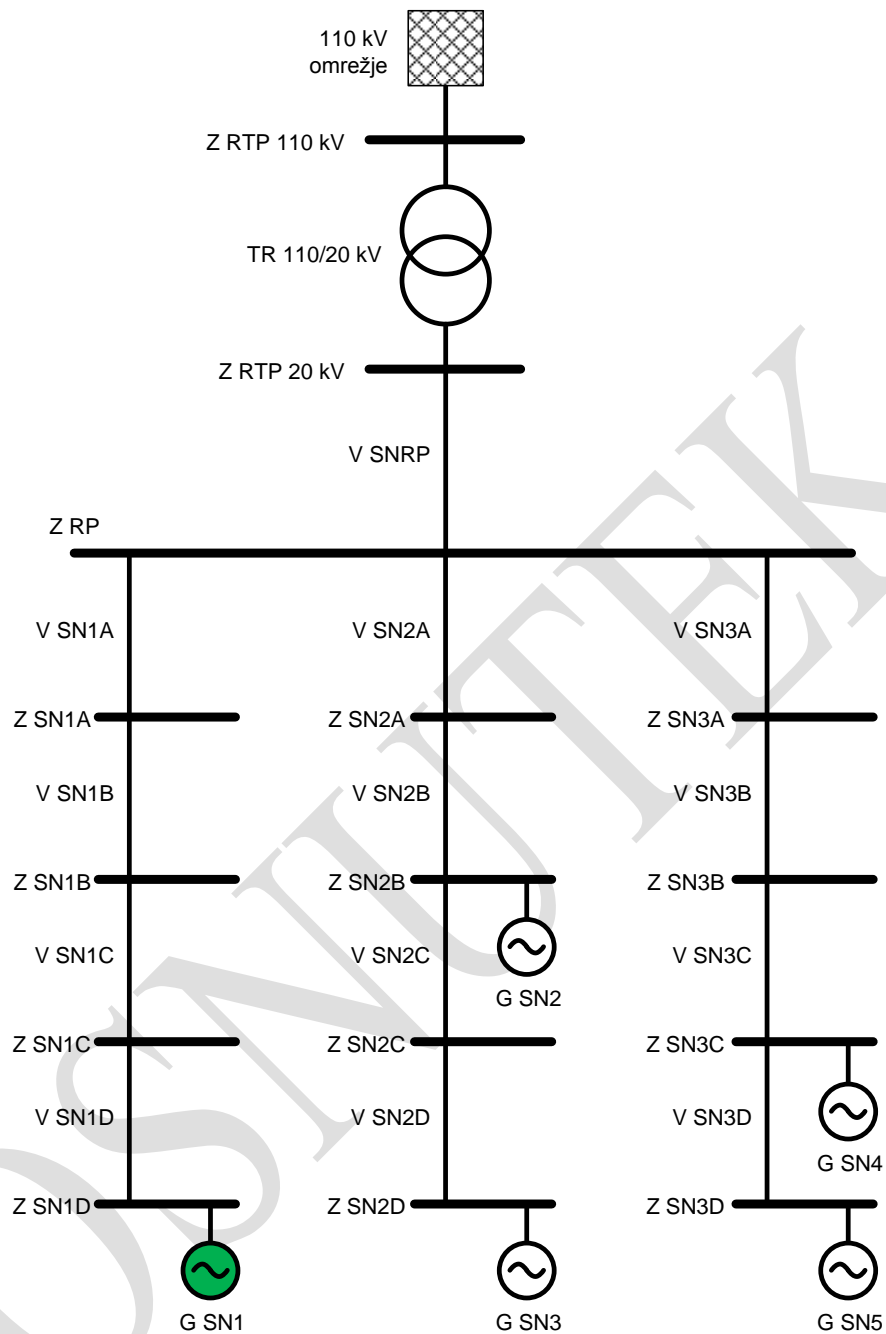 110 kV
omrežje
Z RTP 110 kV
TR 110/20 kV
Z RTP 20 kV
V SNRP
Z RP
V SN1A
V SN2A
V SN3A
Z SN1A
Z SN2A
Z SN3A
V SN1B
V SN2B
V SN3B
Z SN1B
Z SN2B
Z SN3B
V SN1C
V SN2C
V SN3C
G SN2
Z SN1C
Z SN2C
Z SN3C
V SN1D
V SN2D
V SN3D
G SN4
Z SN1D
Z SN2D
Z SN3D
G SN1
G SN3
G SN5
OSNUTEK